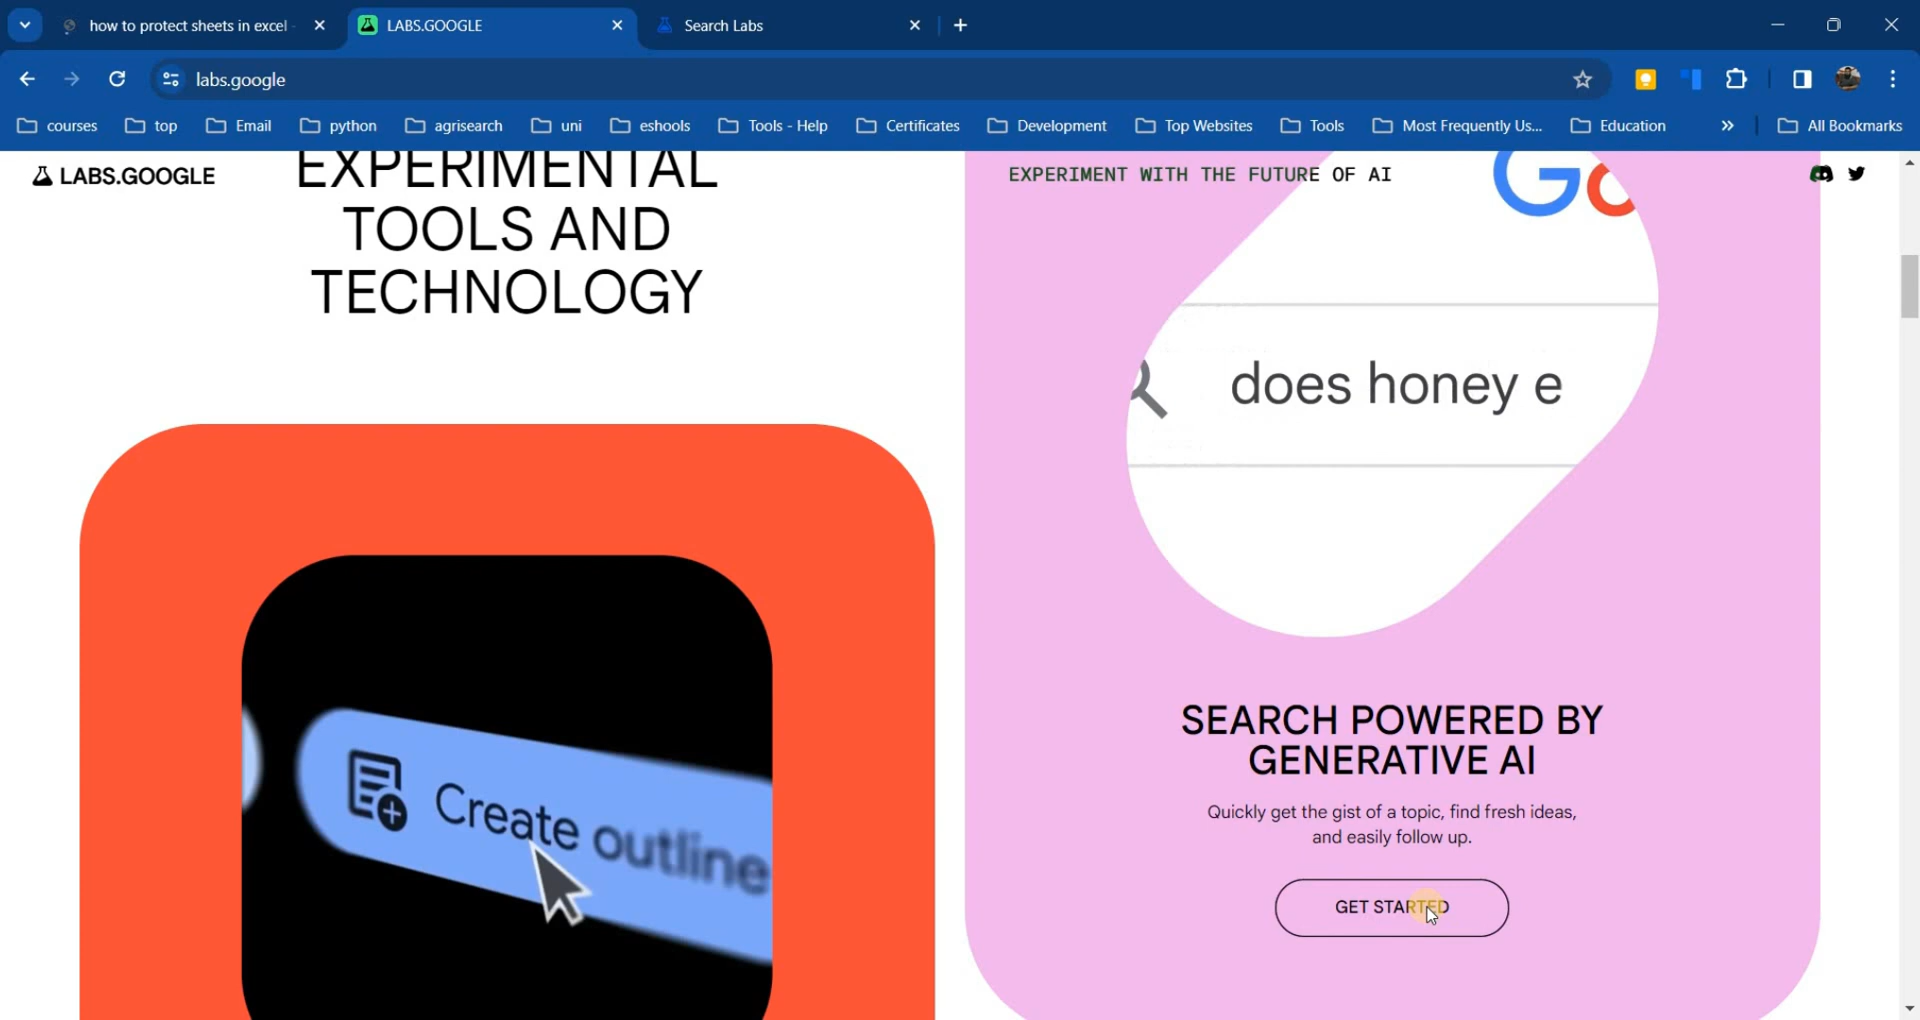 how to protect sheets in excel
LABS.GOOGLE
Search Labs
labs.google
courses
top
Email
python
agrisearch
uni
eshools
Tools - Help
Certificates
Development
Top Websites
Tools
Most Frequently Us...
Education
All Bookmarks
LABS.GOOGLE
EXPERIMENT WITH THE FUTURE OF AI
EXPERIMENTAL
TOOLS AND
TECHNOLOGY
Create outline
Go
does honey e
SEARCH POWERED BY
GENERATIVE AI
Quickly get the gist of a topic, find fresh ideas,
and easily follow up.
GET STARTED